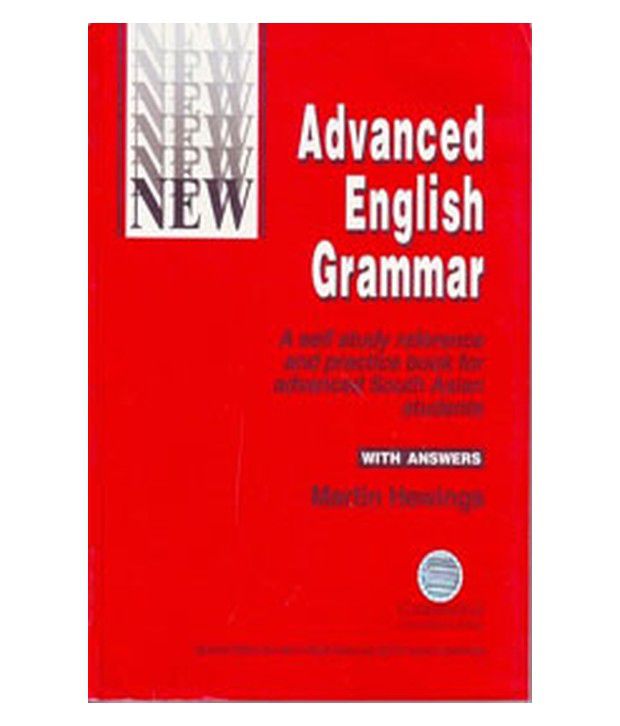 NEW
NEW
NEW
NEW
NEW
NEW
Advanced
English
Grammar
A self study reference
and practice book for
advanced South Asian
students
WITH ANSWERS
Martin Hewings